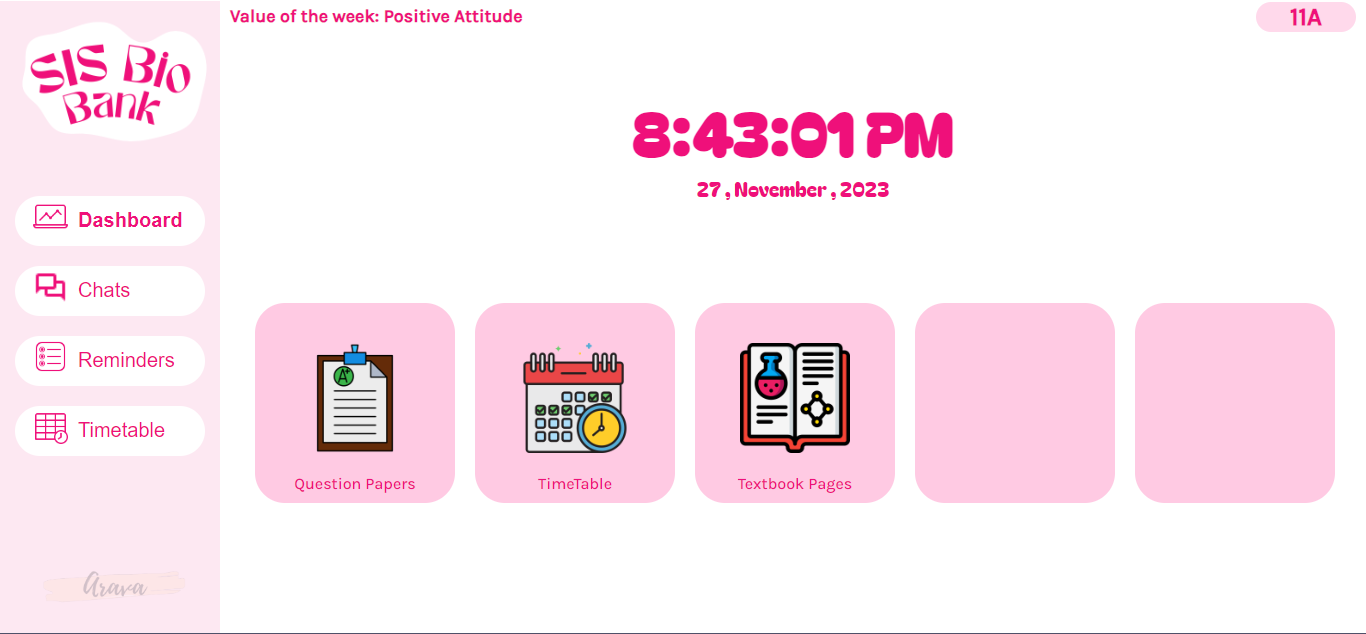 Value of the week: Positive Attitude
11A
SIS Bio
Bank
8:43:01 PM
27 , November , 2023
Dashboard
Chats
Reminders
Timetable
A+
Question Papers
TimeTable
Textbook Pages
Arava